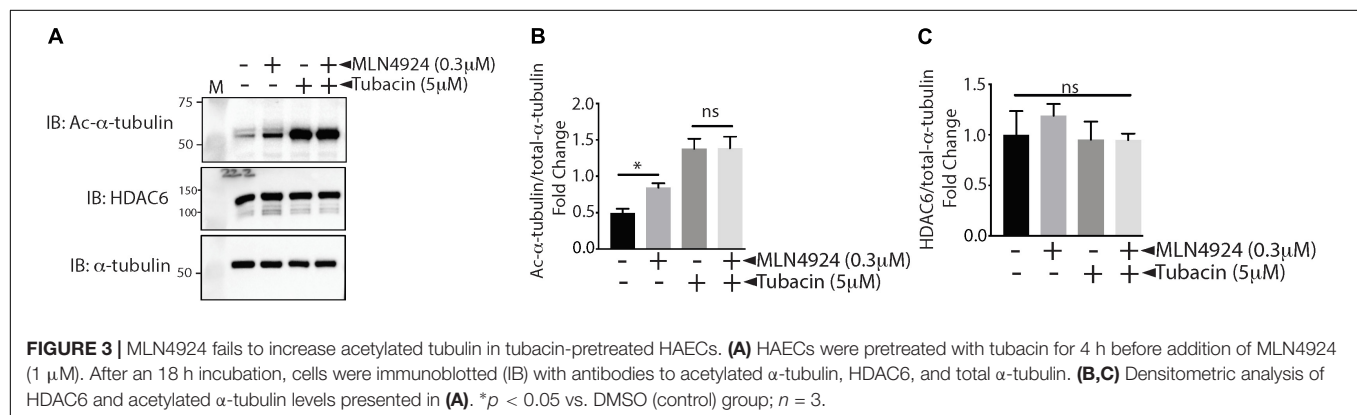 A
- + - + ◄MLN4924 (0.3μM)
M - - + + ◄Tubacin (5μM)
IB: Ac-α-tubulin
75
50
22-2
IB: HDAC6
150
100
IB: α-tubulin
50
B
Ac-α-tubulin/total-α-tubulin
Fold Change
2.0
1.5
1.0
0.5
0.0
*
ns
- + - + ◄MLN4924 (0.3μM)
- - + + ◄Tubacin (5μM)
C
HDAC6/total-α-tubulin
Fold Change
1.5
1.0
0.5
0.0
ns
- + - + ◄MLN4924 (0.3μM)
- - + + ◄Tubacin (5μM)
FIGURE 3 | MLN4924 fails to increase acetylated tubulin in tubacin-pretreated HAECs. (A) HAECs were pretreated with tubacin for 4 h before addition of MLN4924
(1 μM). After an 18 h incubation, cells were immunoblotted (IB) with antibodies to acetylated α-tubulin, HDAC6, and total α-tubulin. (B,C) Densitometric analysis of
HDAC6 and acetylated α-tubulin levels presented in (A). *p < 0.05 vs. DMSO (control) group; n = 3.